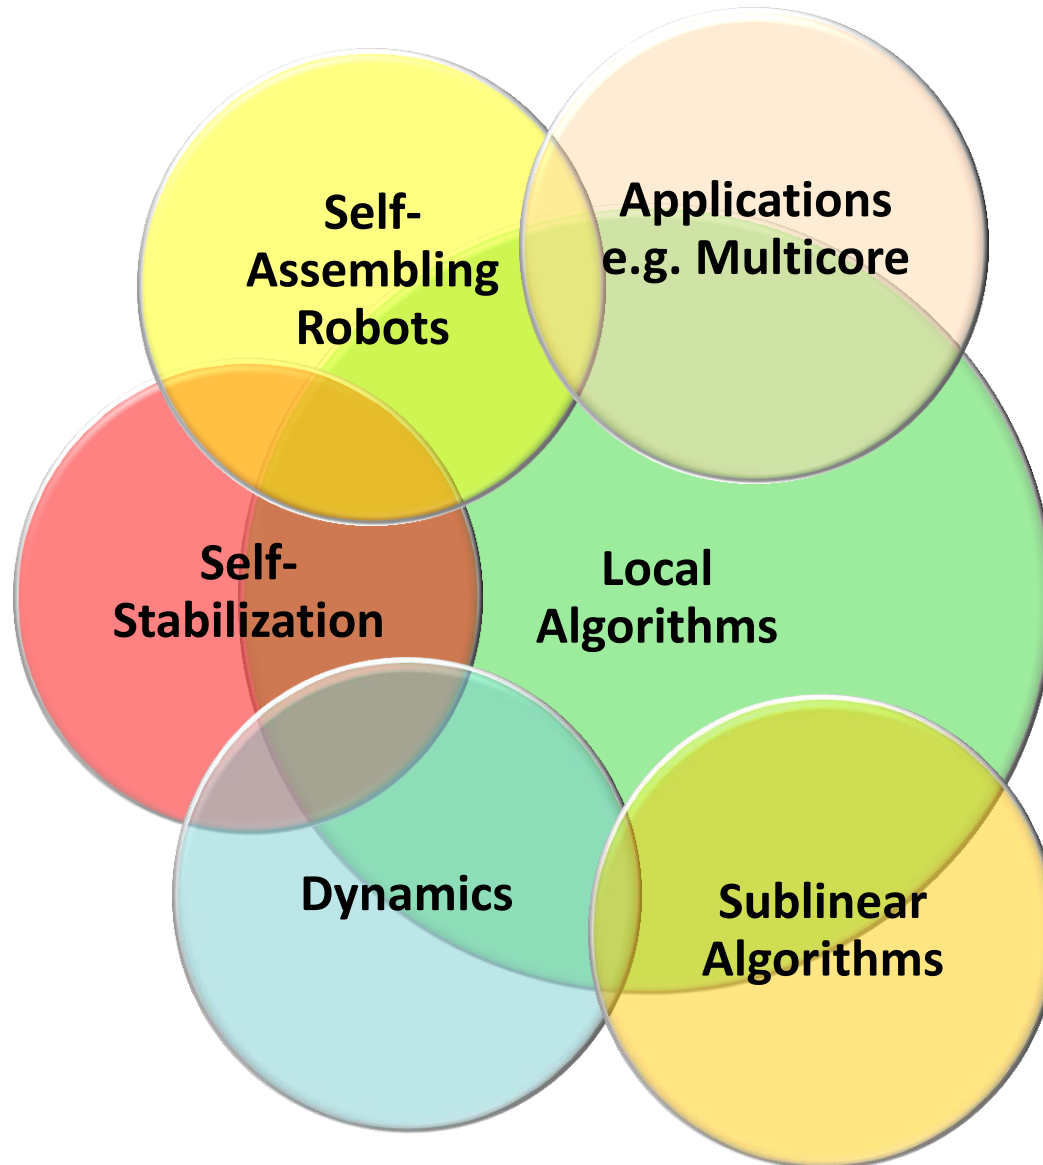 Self-
Assembling
Robots
Applications
e.g. Multicore
Self-
Stabilization
Local
Algorithms
Dynamics
Sublinear
Algorithms